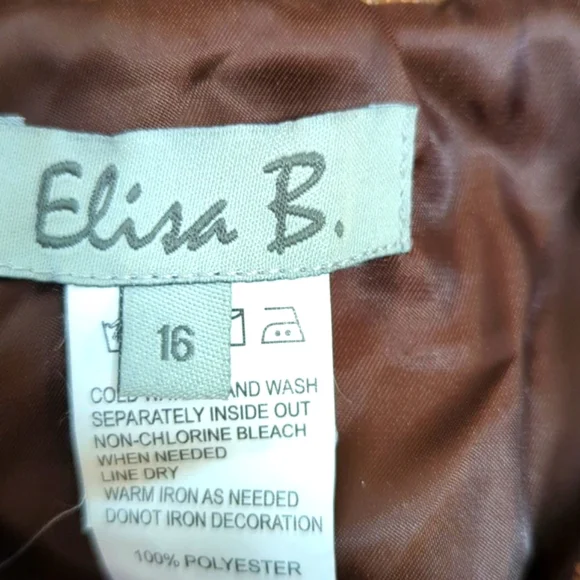 Elisa B.
16
COLD AND WASH
SEPARATELY INSIDE OUT
NON-CHLORINE BLEACH
WHEN NEEDED
LINE DRY
WARM IRON AS NEEDED
DONOT IRON DECORATION
100% POLYESTER